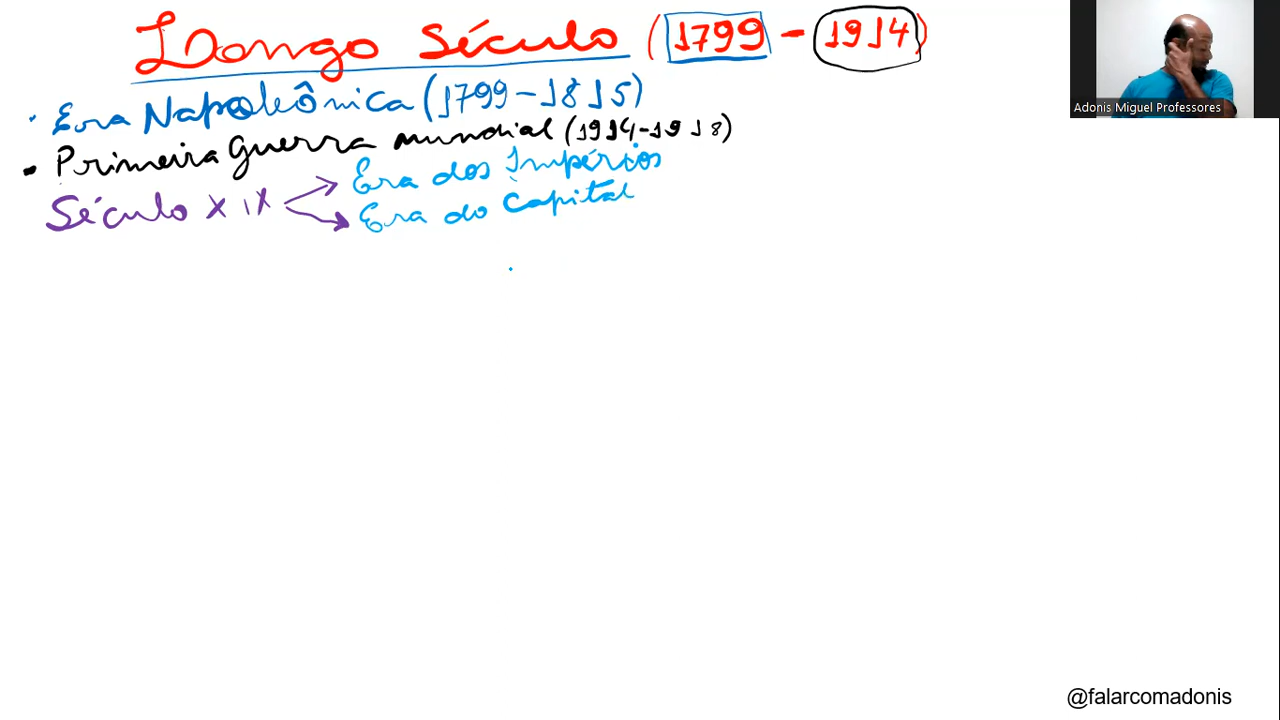 Longo Século (1799 - 1914)
• Era Napoleônica (1799 - 1815)
- Primeira Guerra mundial (1914-1918)
Século XIX
Era dos Impérios
Era do Capital
Adonis Miguel Professores
@falarcomadonis